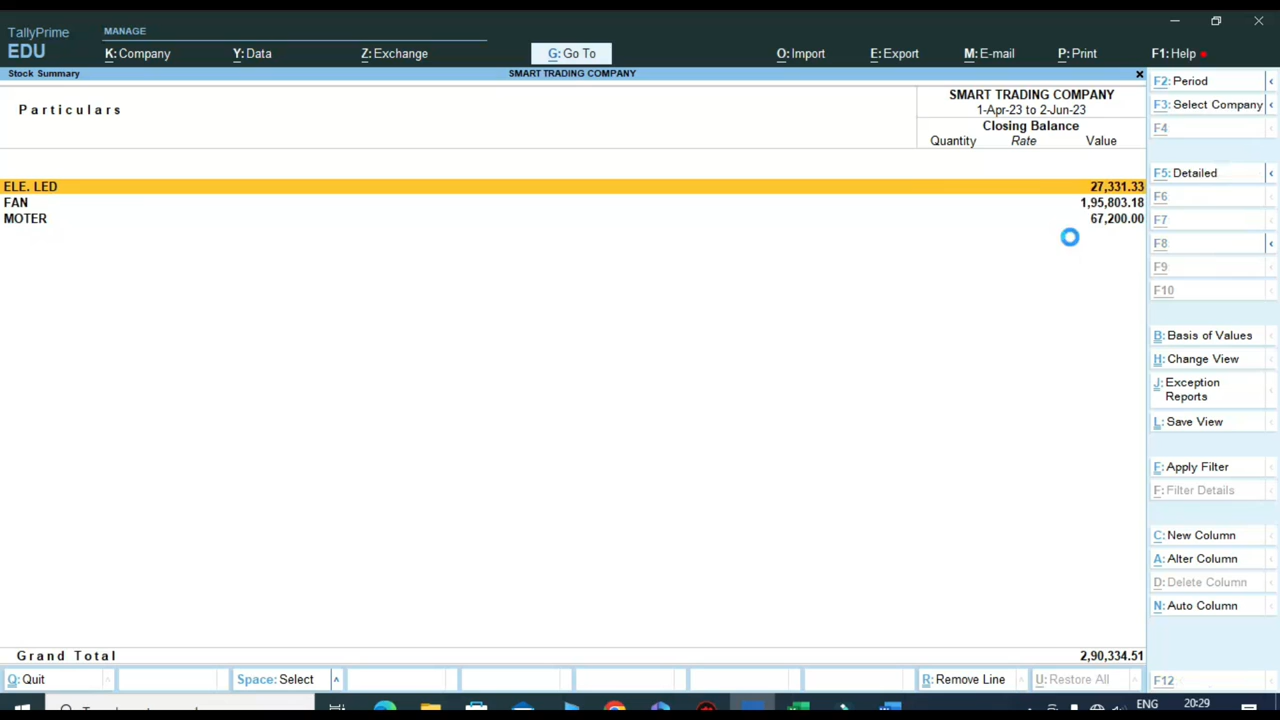 TallyPrime
EDU
MANAGE
K: Company
Y: Data
Z: Exchange
G: Go To
O: Import
E: Export
M: E-mail
P: Print
F1: Help
Stock Summary
SMART TRADING COMPANY
Particulars
SMART TRADING COMPANY
1-Apr-23 to 2-Jun-23
Closing Balance
Quantity Rate Value
ELE. LED 27,331.33
FAN 1,95,803.18
MOTER 67,200.00
Grand Total 2,90,334.51
F2: Period
F3: Select Company
F4
F5: Detailed
F6
F7
F8
F9
F10
B: Basis of Values
H: Change View
J: Exception
Reports
L: Save View
F: Apply Filter
F: Filter Details
C: New Column
A: Alter Column
D: Delete Column
N: Auto Column
F12
Q: Quit
Space: Select
R: Remove Line
U: Restore All
ENG
20:29